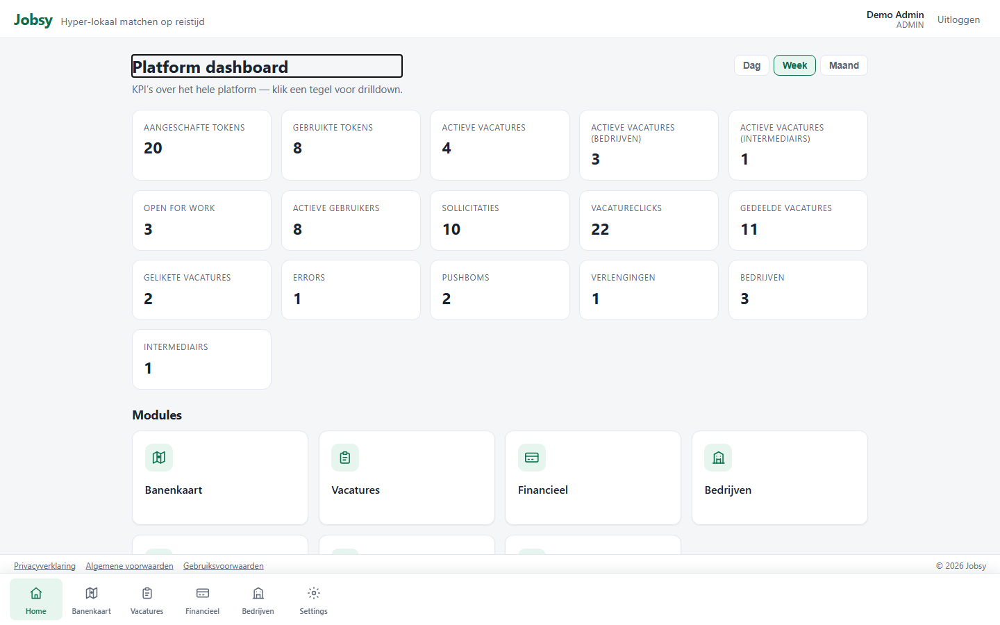 Jobsy Hyper-lokaal matchen op reistijd
Demo Admin
ADMIN
Uitloggen
Platform dashboard
Dag Week Maand
KPI's over het hele platform — klik een tegel voor drilldown.
AANGESCHAFTE TOKENS
20
GEBRUIKTE TOKENS
8
ACTIEVE VACATURES
4
ACTIEVE VACATURES
(BEDRIJVEN)
3
ACTIEVE VACATURES
(INTERMEDIAIRS)
1
OPEN FOR WORK
3
ACTIEVE GEBRUIKERS
8
SOLLICITATIES
10
VACATURECLICKS
22
GEDEELDE VACATURES
11
GELIKETE VACATURES
2
ERRORS
1
PUSHBOMS
2
VERLENGINGEN
1
BEDRIJVEN
3
INTERMEDIAIRS
1
Modules
Banenkaart
Vacatures
Financieel
Bedrijven
Privacyverklaring Algemene voorwaarden Gebruiksvoorwaarden © 2026 Jobsy
Home Banenkaart Vacatures Financieel Bedrijven Settings